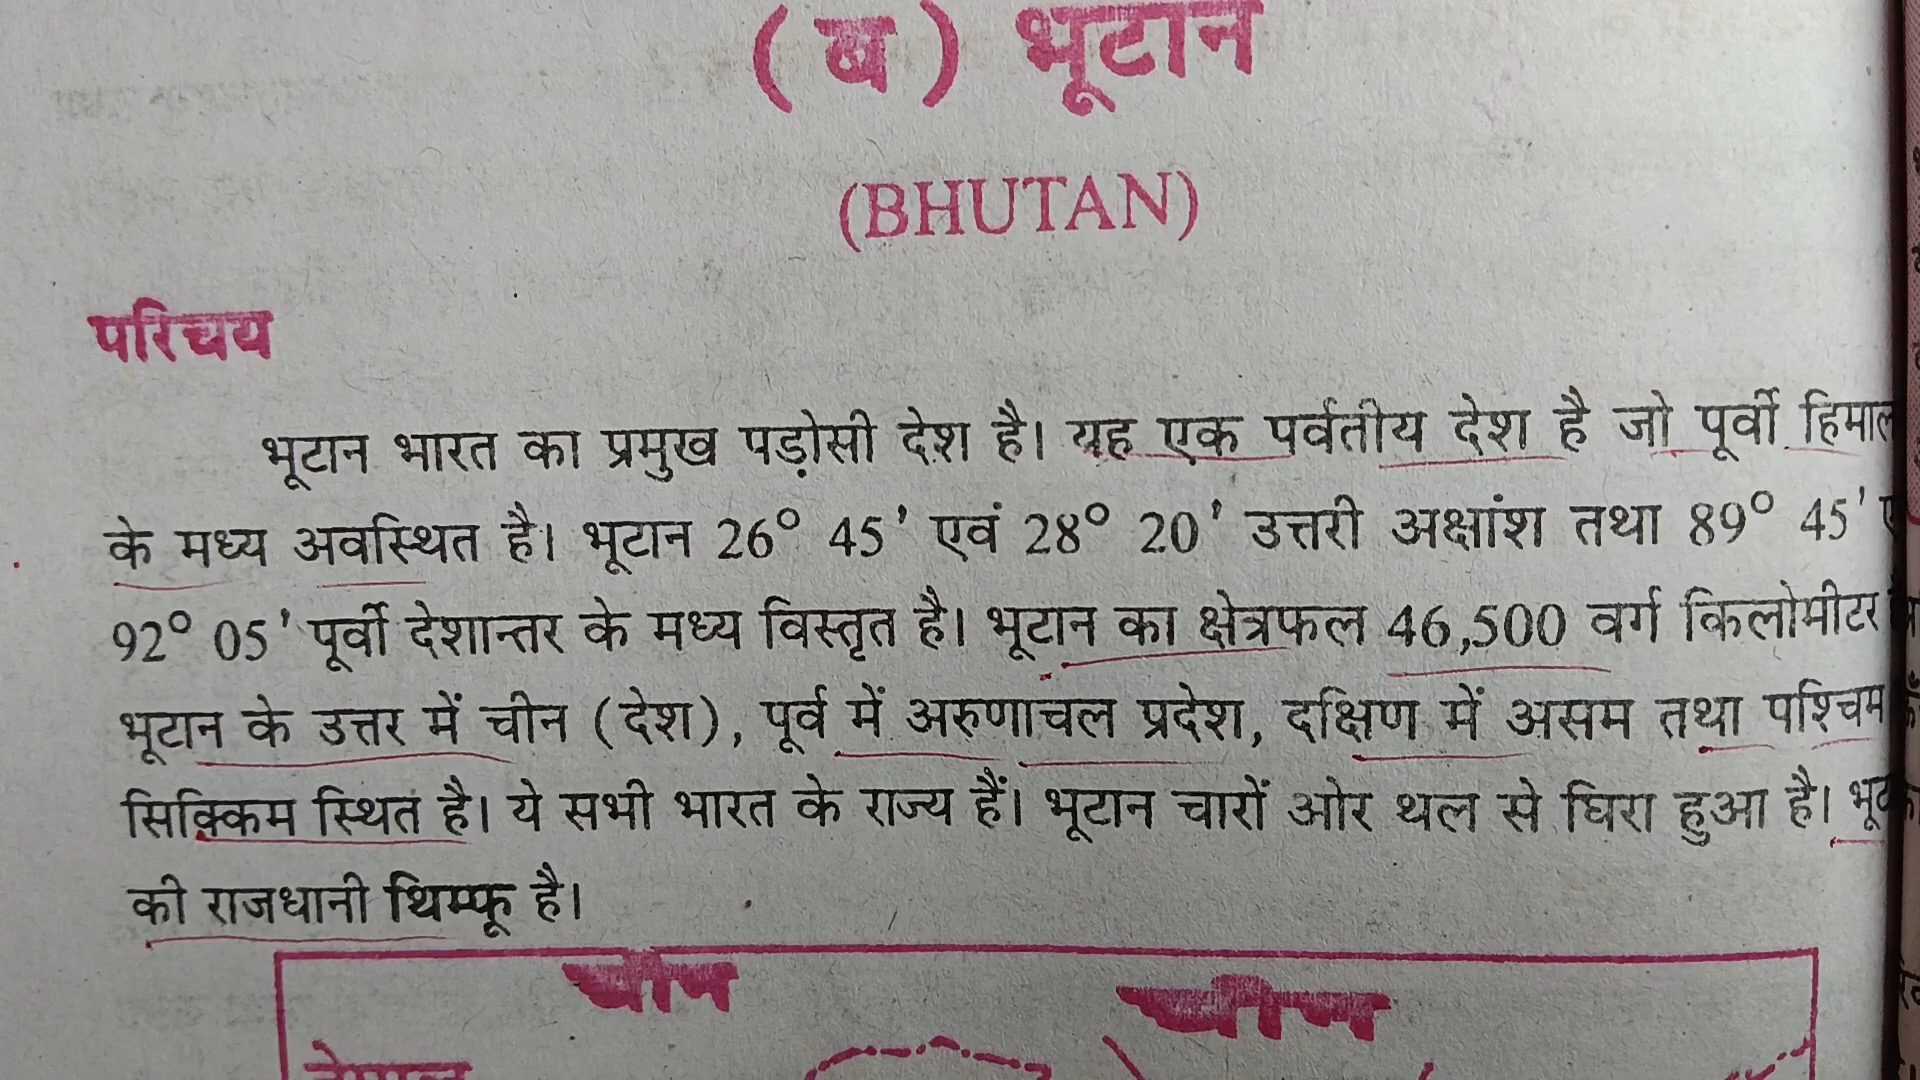 ( ब ) भूटान
(BHUTAN)
परिचय
भूटान भारत का प्रमुख पड़ोसी देश है। यह एक पर्वतीय देश है जो पूर्वी हिमाल
के मध्य अवस्थित है। भूटान 26° 45' एवं 28° 20' उत्तरी अक्षांश तथा 89° 45'
92° 05' पूर्वी देशान्तर के मध्य विस्तृत है। भूटान का क्षेत्रफल 46,500 वर्ग किलोमीटर
भूटान के उत्तर में चीन (देश), पूर्व में अरुणाचल प्रदेश, दक्षिण में असम तथा पश्चिम
सिक्किम स्थित है। ये सभी भारत के राज्य हैं। भूटान चारों ओर थल से घिरा हुआ है।
की राजधानी थिम्फू है।
चीन चीन